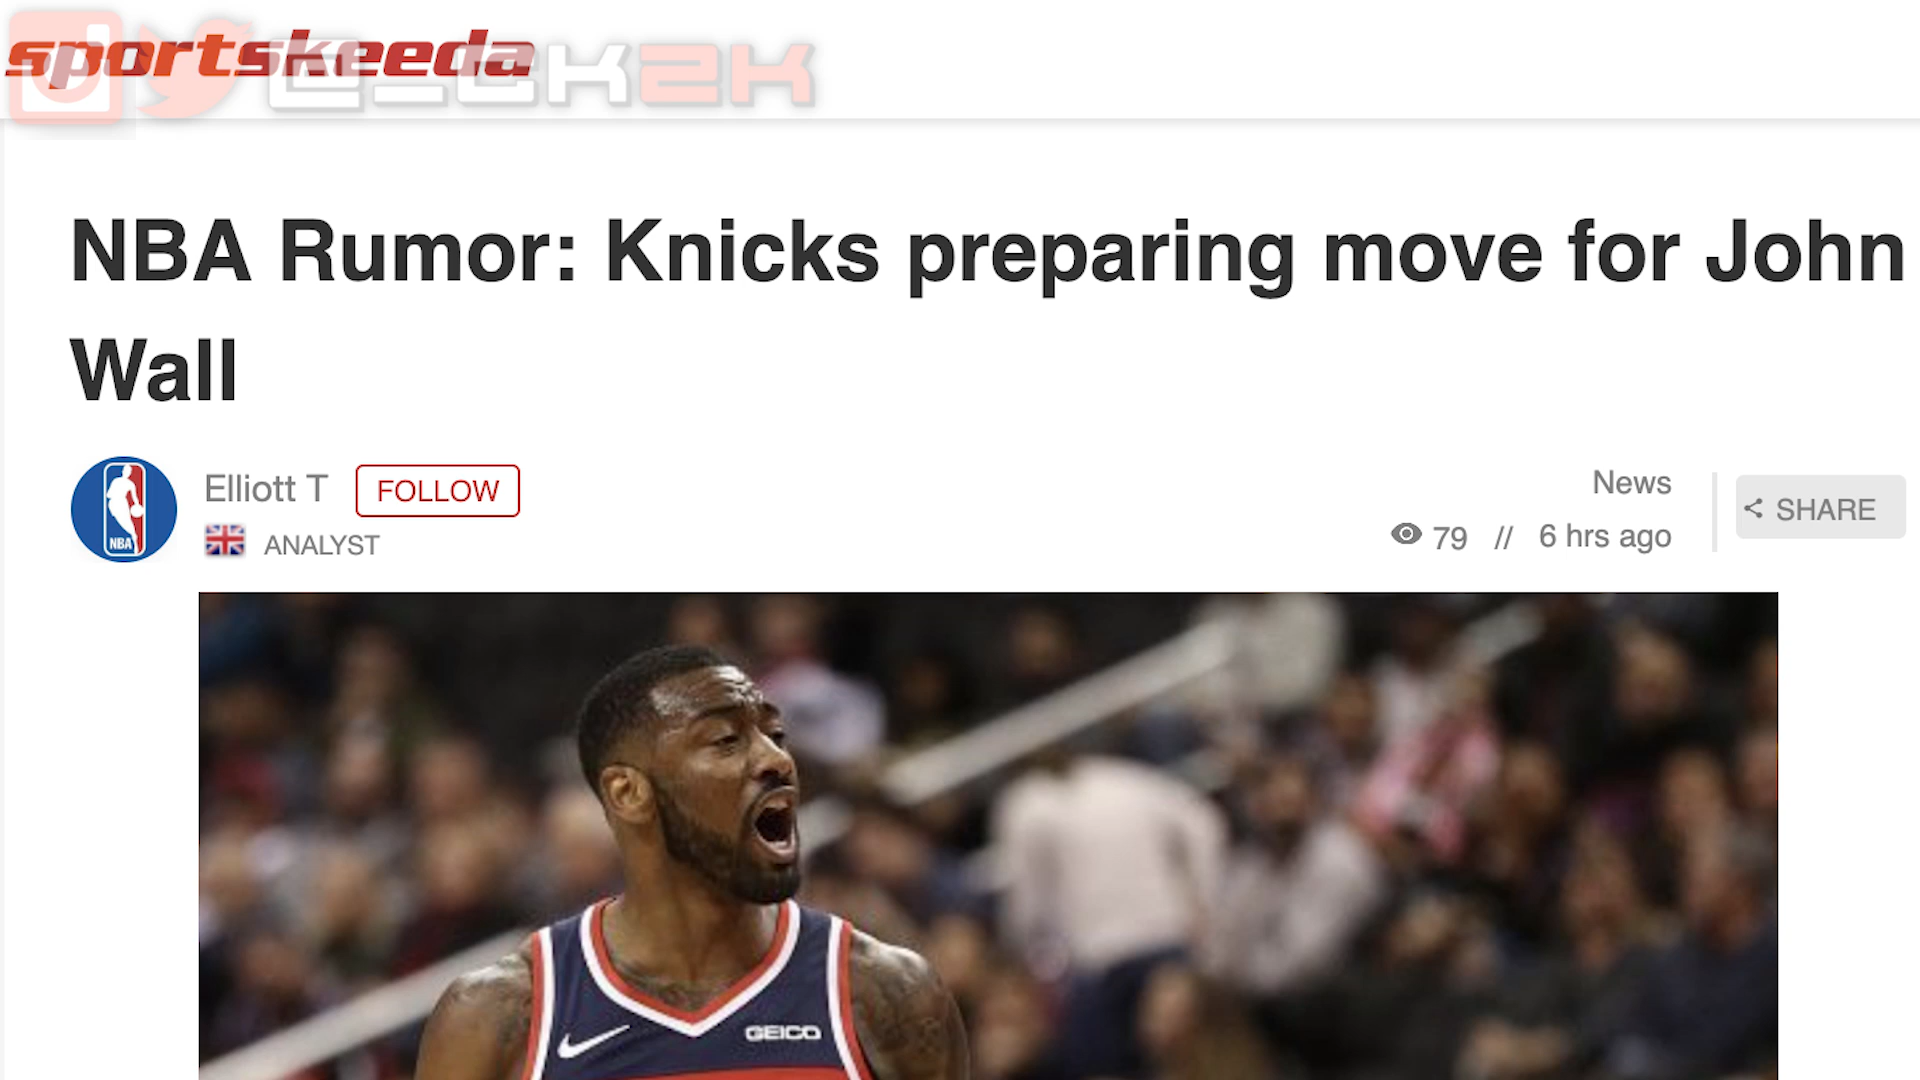 sportskeeda
NBA Rumor: Knicks preparing move for John
Wall
Elliott T FOLLOW
ANALYST
News
79 // 6 hrs ago
SHARE
NBA
GEICO